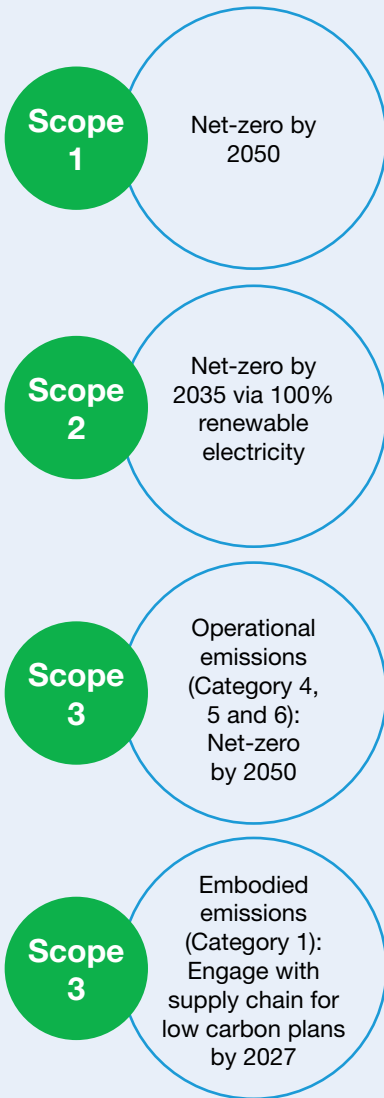 Scope
1
Net-zero by
2050
Scope
2
Net-zero by
2035 via 100%
renewable
electricity
Scope
3
Operational
emissions
(Category 4,
5 and 6):
Net-zero
by 2050
Scope
3
Embodied
emissions
(Category 1):
Engage with
supply chain for
low carbon plans
by 2027